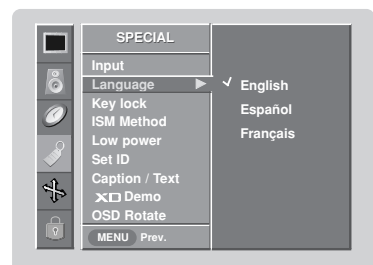 SPECIAL
Input
Language ▶
Key lock
ISM Method
Low power
Set ID
Caption / Text
XD Demo
OSD Rotate
MENU Prev.
✓ English
Español
Français